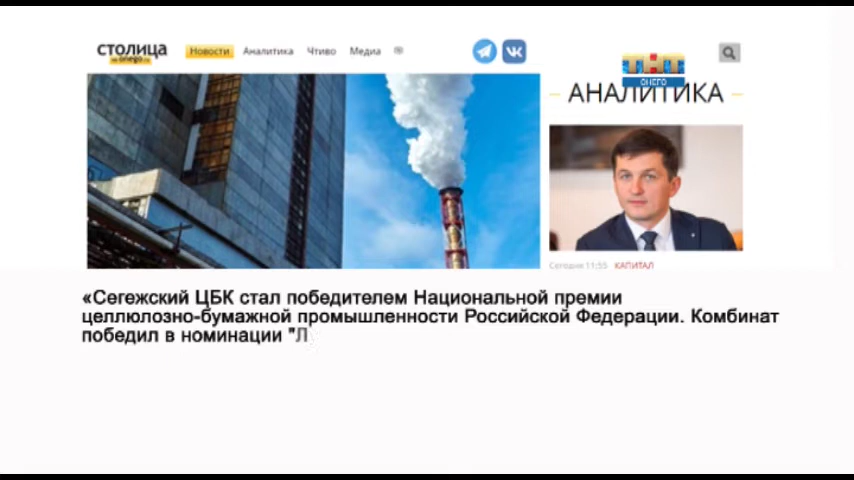 столица
на onego.ru
Новости Аналитика Чтиво Медиа
ТНТ
ОНЕГО
АНАЛИТИКА
Сегодня 11:55 КАПИТАЛ
«Сегежский ЦБК стал победителем Национальной премии
целлюлозно-бумажной промышленности Российской Федерации. Комбинат
победил в номинации "Л